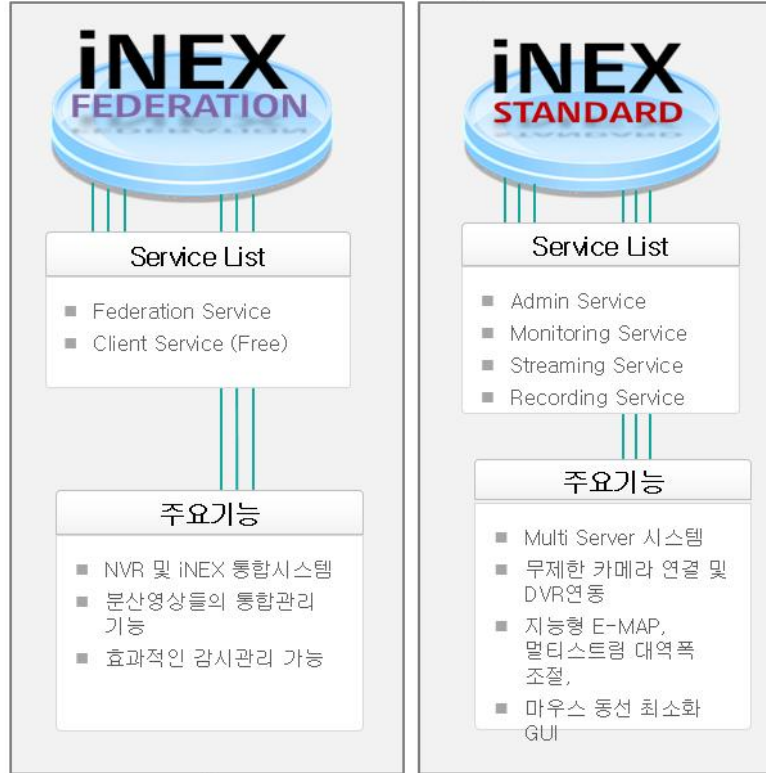 iNEX
FEDERATION
Service List
■ Federation Service
■ Client Service (Free)
주요기능
■ NVR 및 iNEX 통합시스템
■ 분산영상들의 통합관리
기능
■ 효과적인 감시관리 가능
iNEX
STANDARD
Service List
■ Admin Service
■ Monitoring Service
■ Streaming Service
■ Recording Service
주요기능
■ Multi Server 시스템
■ 무제한 카메라 연결 및
DVR연동
■ 지능형 E-MAP,
멀티스트림 대역폭
조절,
■ 마우스 동선 최소화
GUI